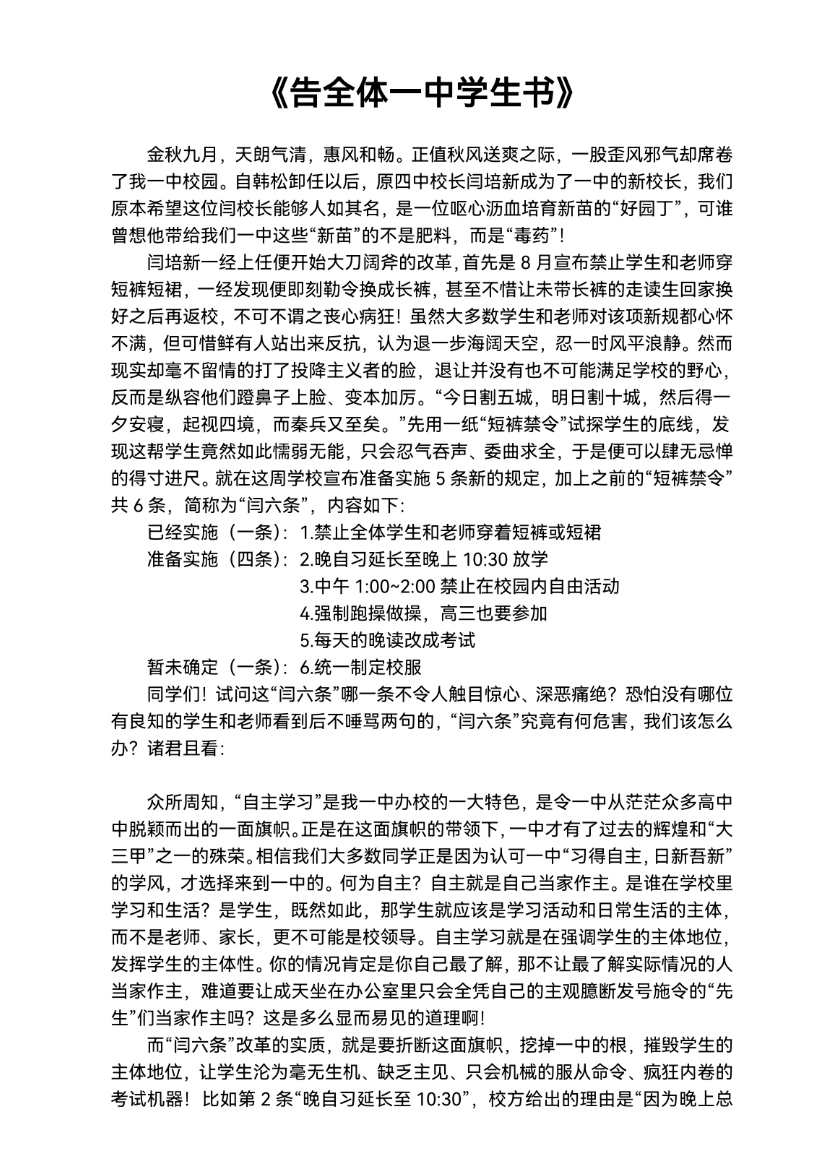 《告全体一中学生书》
金秋九月，天朗气清，惠风和畅。正值秋风送爽之际，一股歪风邪气却席卷
了我一中校园。自韩松卸任以后，原四中校长闫培新成为了一中的新校长，我们
原本希望这位闫校长能够人如其名，是一位呕心沥血培育新苗的“好园丁”，可谁
曾想他带给我们一中这些“新苗”的不是肥料，而是“毒药”！
闫培新一经上任便开始大刀阔斧的改革，首先是 8 月宣布禁止学生和老师穿
短裤短裙，一经发现便即刻勒令换成长裤，甚至不惜让未带长裤的走读生回家换
好之后再返校，不可不谓之丧心病狂！虽然大多数学生和老师对该项新规都心怀
不满，但可惜鲜有人站出来反抗，认为退一步海阔天空，忍一时风平浪静。然而
现实却毫不留情的打了投降主义者的脸，退让并没有也不可能满足学校的野心，
反而是纵容他们蹬鼻子上脸、变本加厉。“今日割五城，明日割十城，然后得一
夕安寝，起视四境，而秦兵又至矣。”先用一纸“短裤禁令”试探学生的底线，发
现这帮学生竟然如此懦弱无能，只会忍气吞声、委曲求全，于是便可以肆无忌惮
的得寸进尺。就在这周学校宣布准备实施 5 条新的规定，加上之前的“短裤禁令”
共 6 条，简称为“闫六条”，内容如下：
已经实施（一条）：1.禁止全体学生和老师穿着短裤或短裙
准备实施（四条）：2.晚自习延长至晚上 10:30 放学
3.中午 1:00~2:00 禁止在校园内自由活动
4.强制跑操做操，高三也要参加
5.每天的晚读改成考试
暂未确定（一条）：6.统一制定校服
同学们！试问这“闫六条”哪一条不令人触目惊心、深恶痛绝？恐怕没有哪位
有良知的学生和老师看到后不唾骂两句的，“闫六条”究竟有何危害，我们该怎么
办？诸君且看：
众所周知，“自主学习”是我一中办校的一大特色，是令一中从茫茫众多高中
中脱颖而出的一面旗帜。正是在这面旗帜的带领下，一中才有了过去的辉煌和“大
三甲”之一的殊荣。相信我们大多数同学正是因为认可一中“习得自主，日新吾新”
的学风，才选择来到一中的。何为自主？自主就是自己当家作主。是谁在学校里
学习和生活？是学生，既然如此，那学生就应该是学习活动和日常生活的主体，
而不是老师、家长，更不可能是校领导。自主学习就是在强调学生的主体地位，
发挥学生的主体性。你的情况肯定是你自己最了解，那不让最了解实际情况的人
当家作主，难道要让成天坐在办公室里只会全凭自己的主观臆断发号施令的“先
生”们当家作主吗？这是多么显而易见的道理啊！
而“闫六条”改革的实质，就是要折断这面旗帜，挖掉一中的根，摧毁学生的
主体地位，让学生沦为毫无生机、缺乏主见、只会机械的服从命令、疯狂内卷的
考试机器！比如第 2 条“晚自习延长至 10:30”，校方给出的理由是“因为晚上总